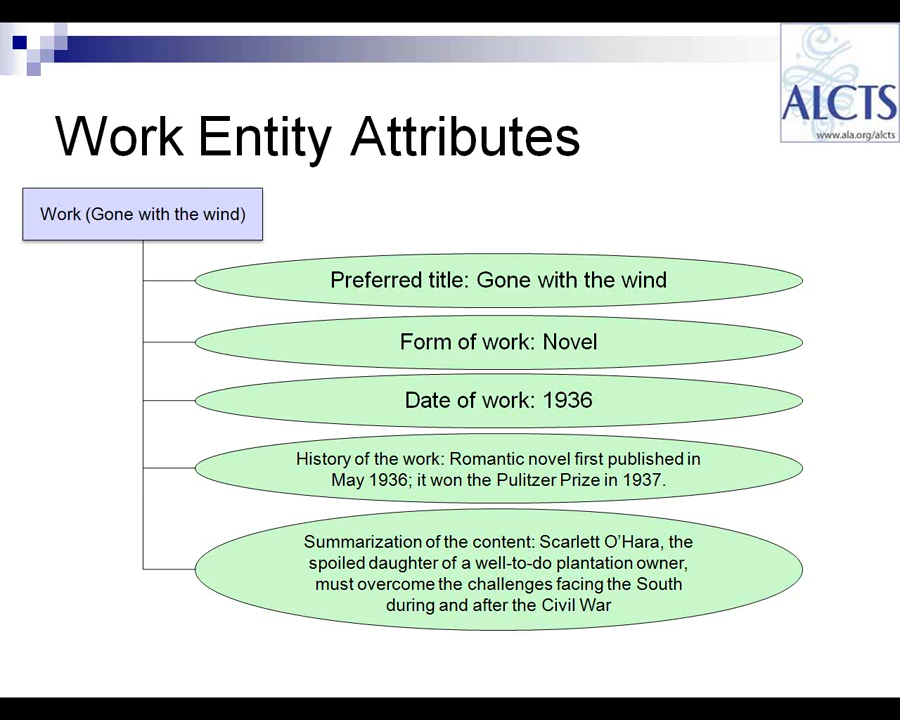 ALCTS
www.ala.org/alcts
Work Entity Attributes
Work (Gone with the wind)
Preferred title: Gone with the wind
Form of work: Novel
Date of work: 1936
History of the work: Romantic novel first published in
May 1936; it won the Pulitzer Prize in 1937.
Summarization of the content: Scarlett O’Hara, the
spoiled daughter of a well-to-do plantation owner,
must overcome the challenges facing the South
during and after the Civil War